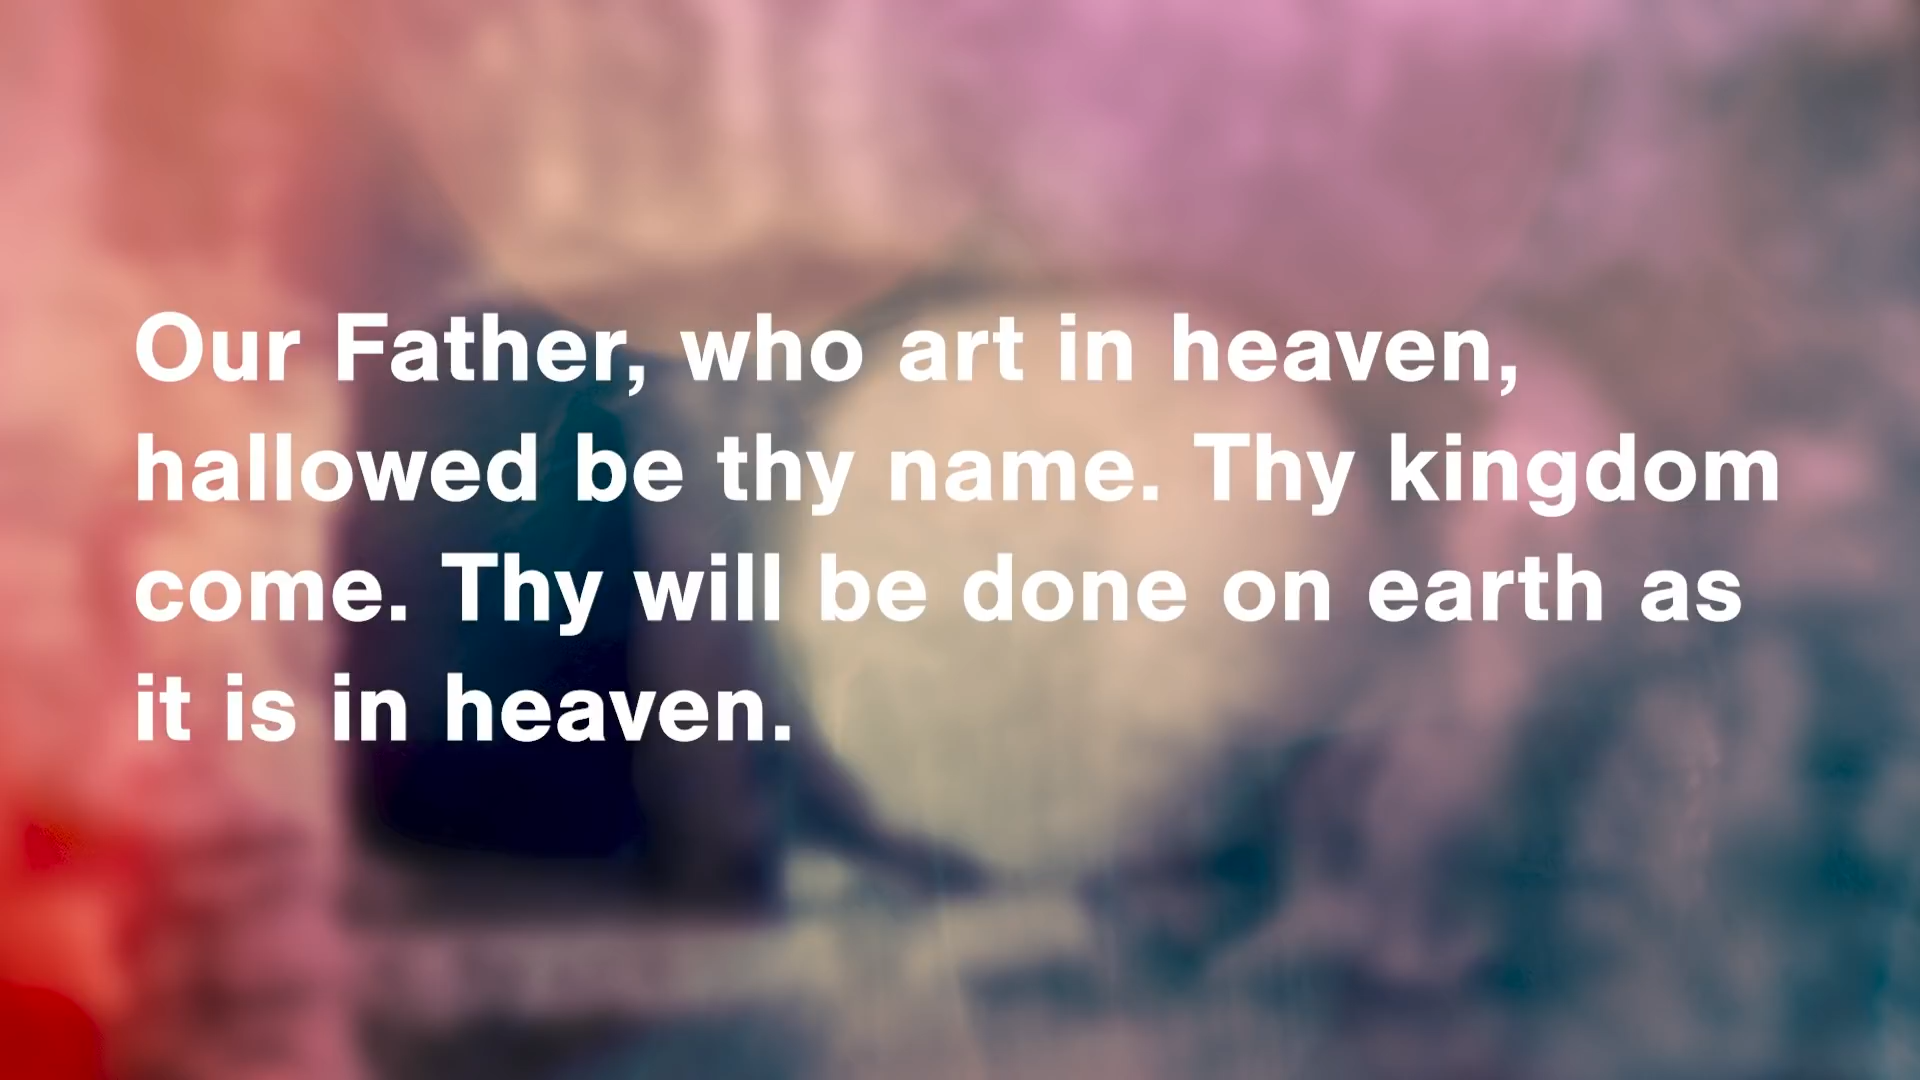 Our Father, who art in heaven,
hallowed be thy name. Thy kingdom
come. Thy will be done on earth as
it is in heaven.